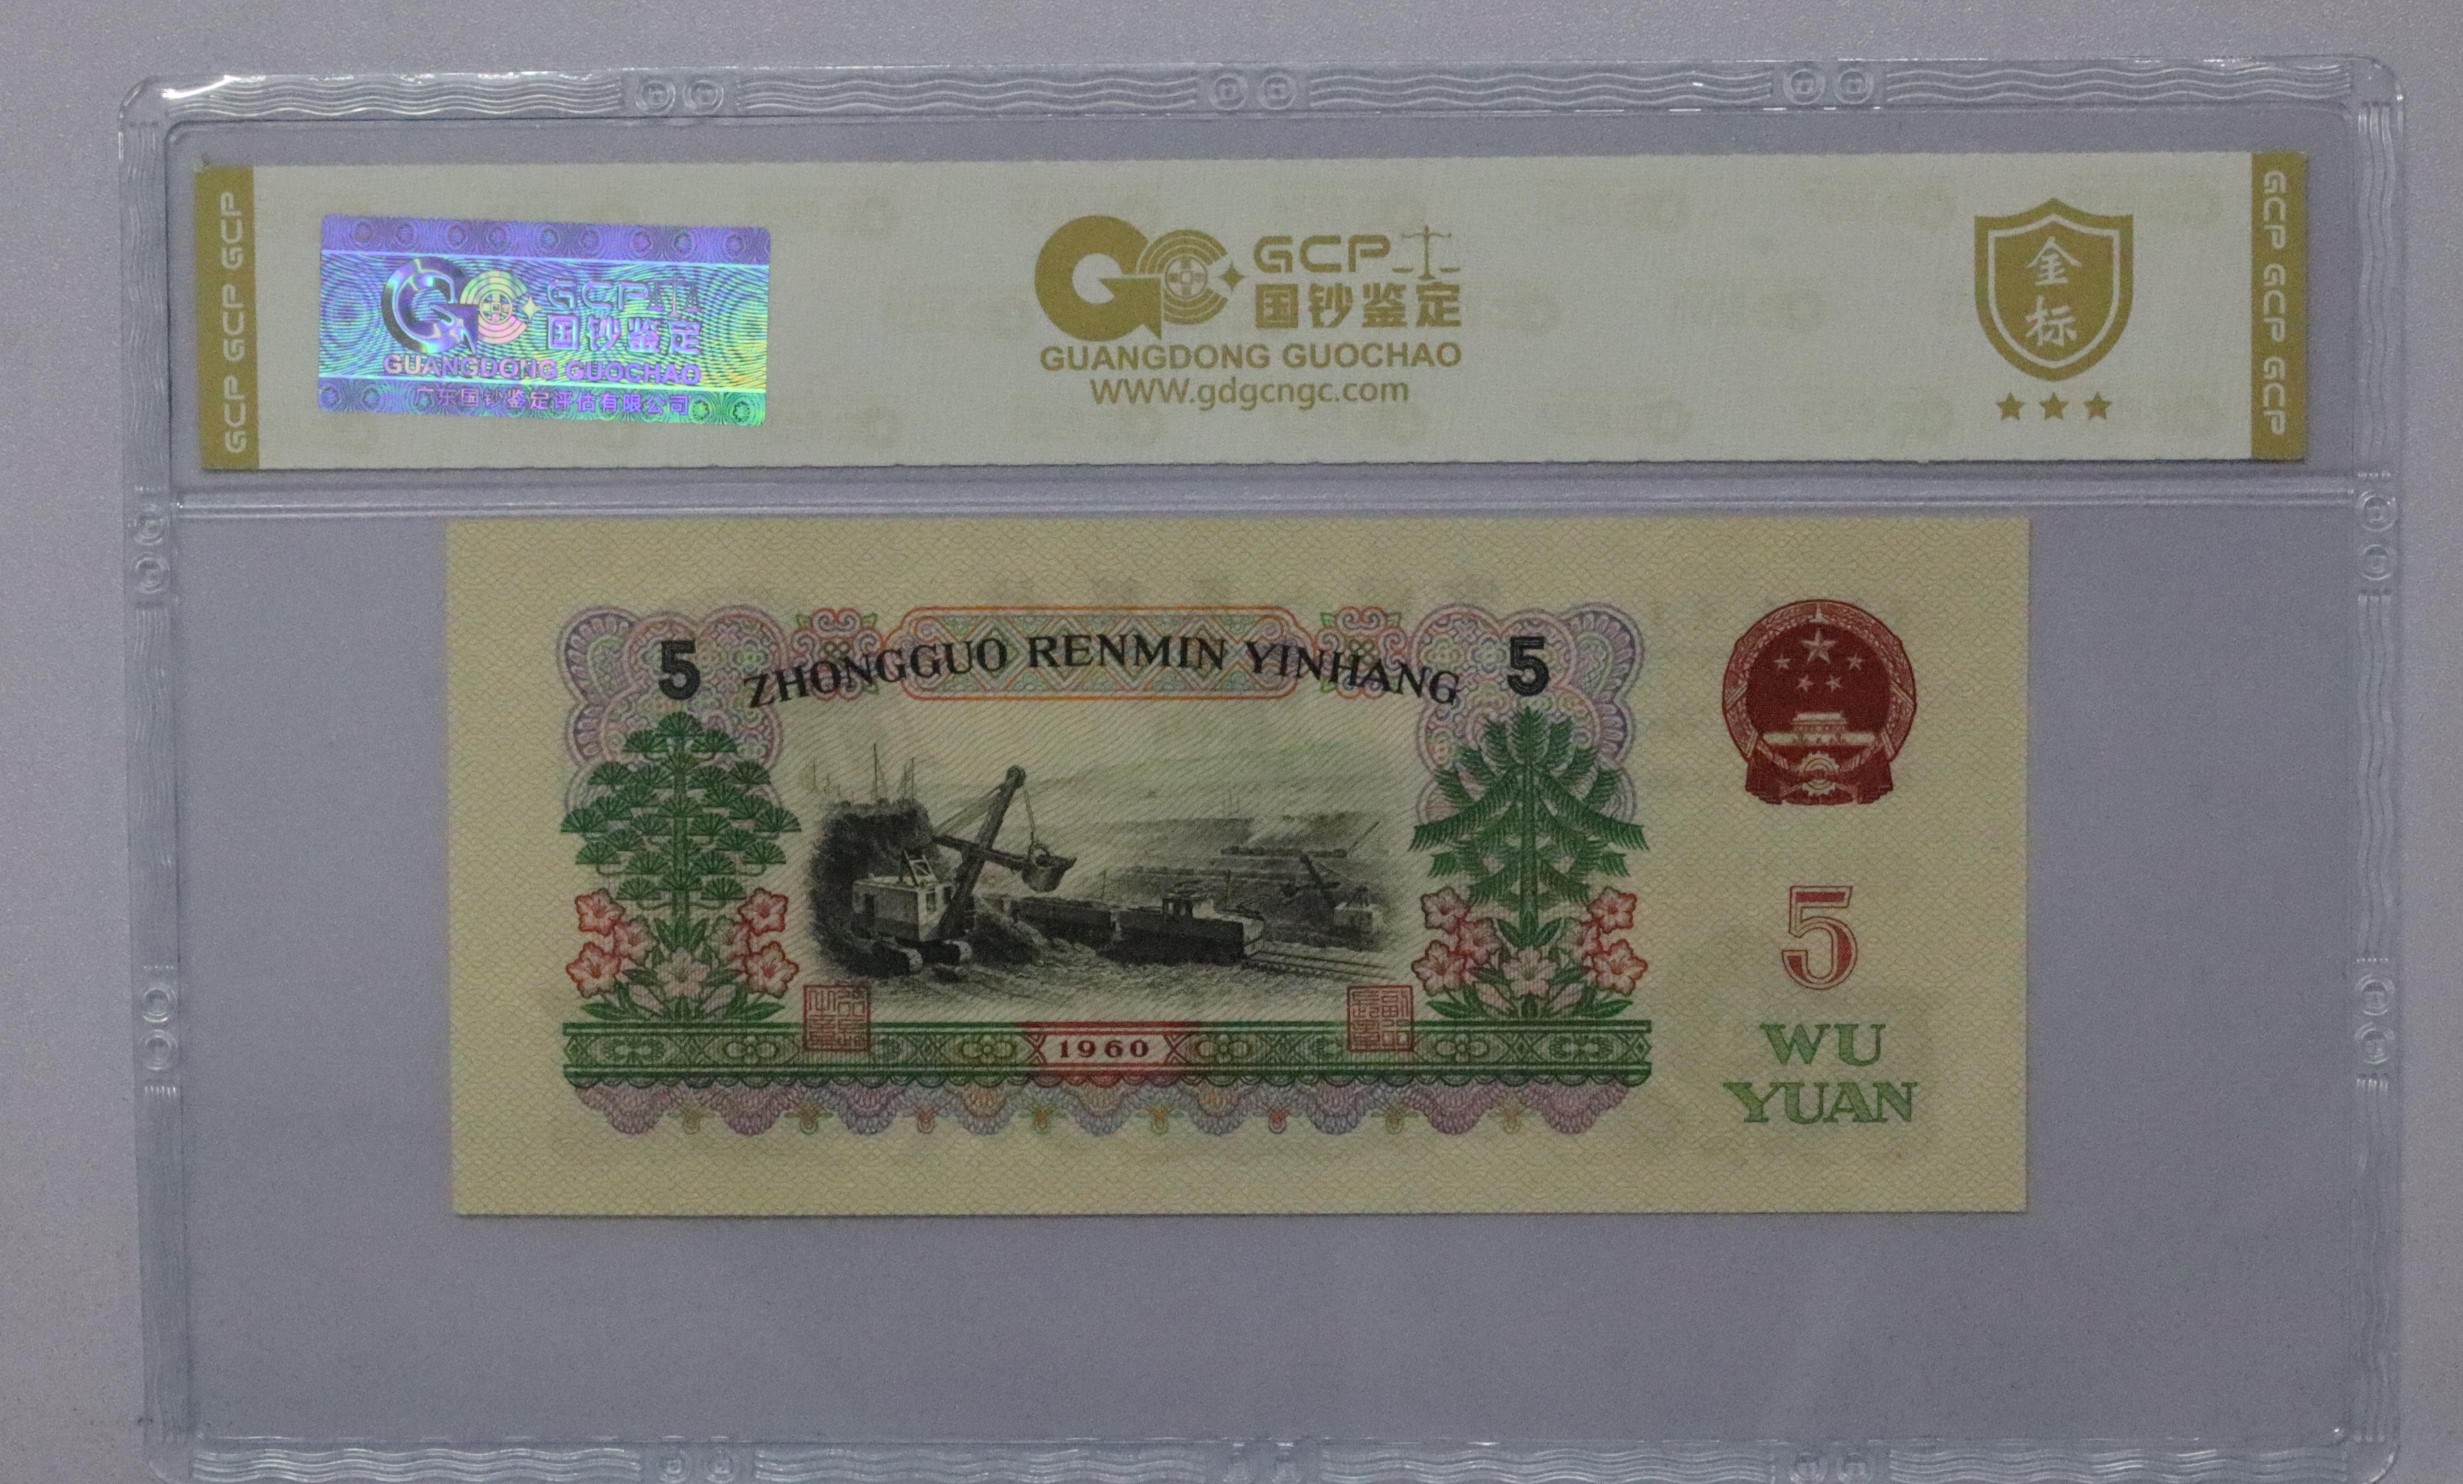 GCP GCP GCP
GCP
国钞鉴定
GUANGDONG GUOCHAO
广东国钞鉴定评估有限公司
GCP
国钞鉴定
GUANGDONG GUOCHAO
WWW.gdgcngc.com
金
标
GCP GCP GCP
5 ZHONGGUO RENMIN YINHANG 5
5
WU
YUAN
1960